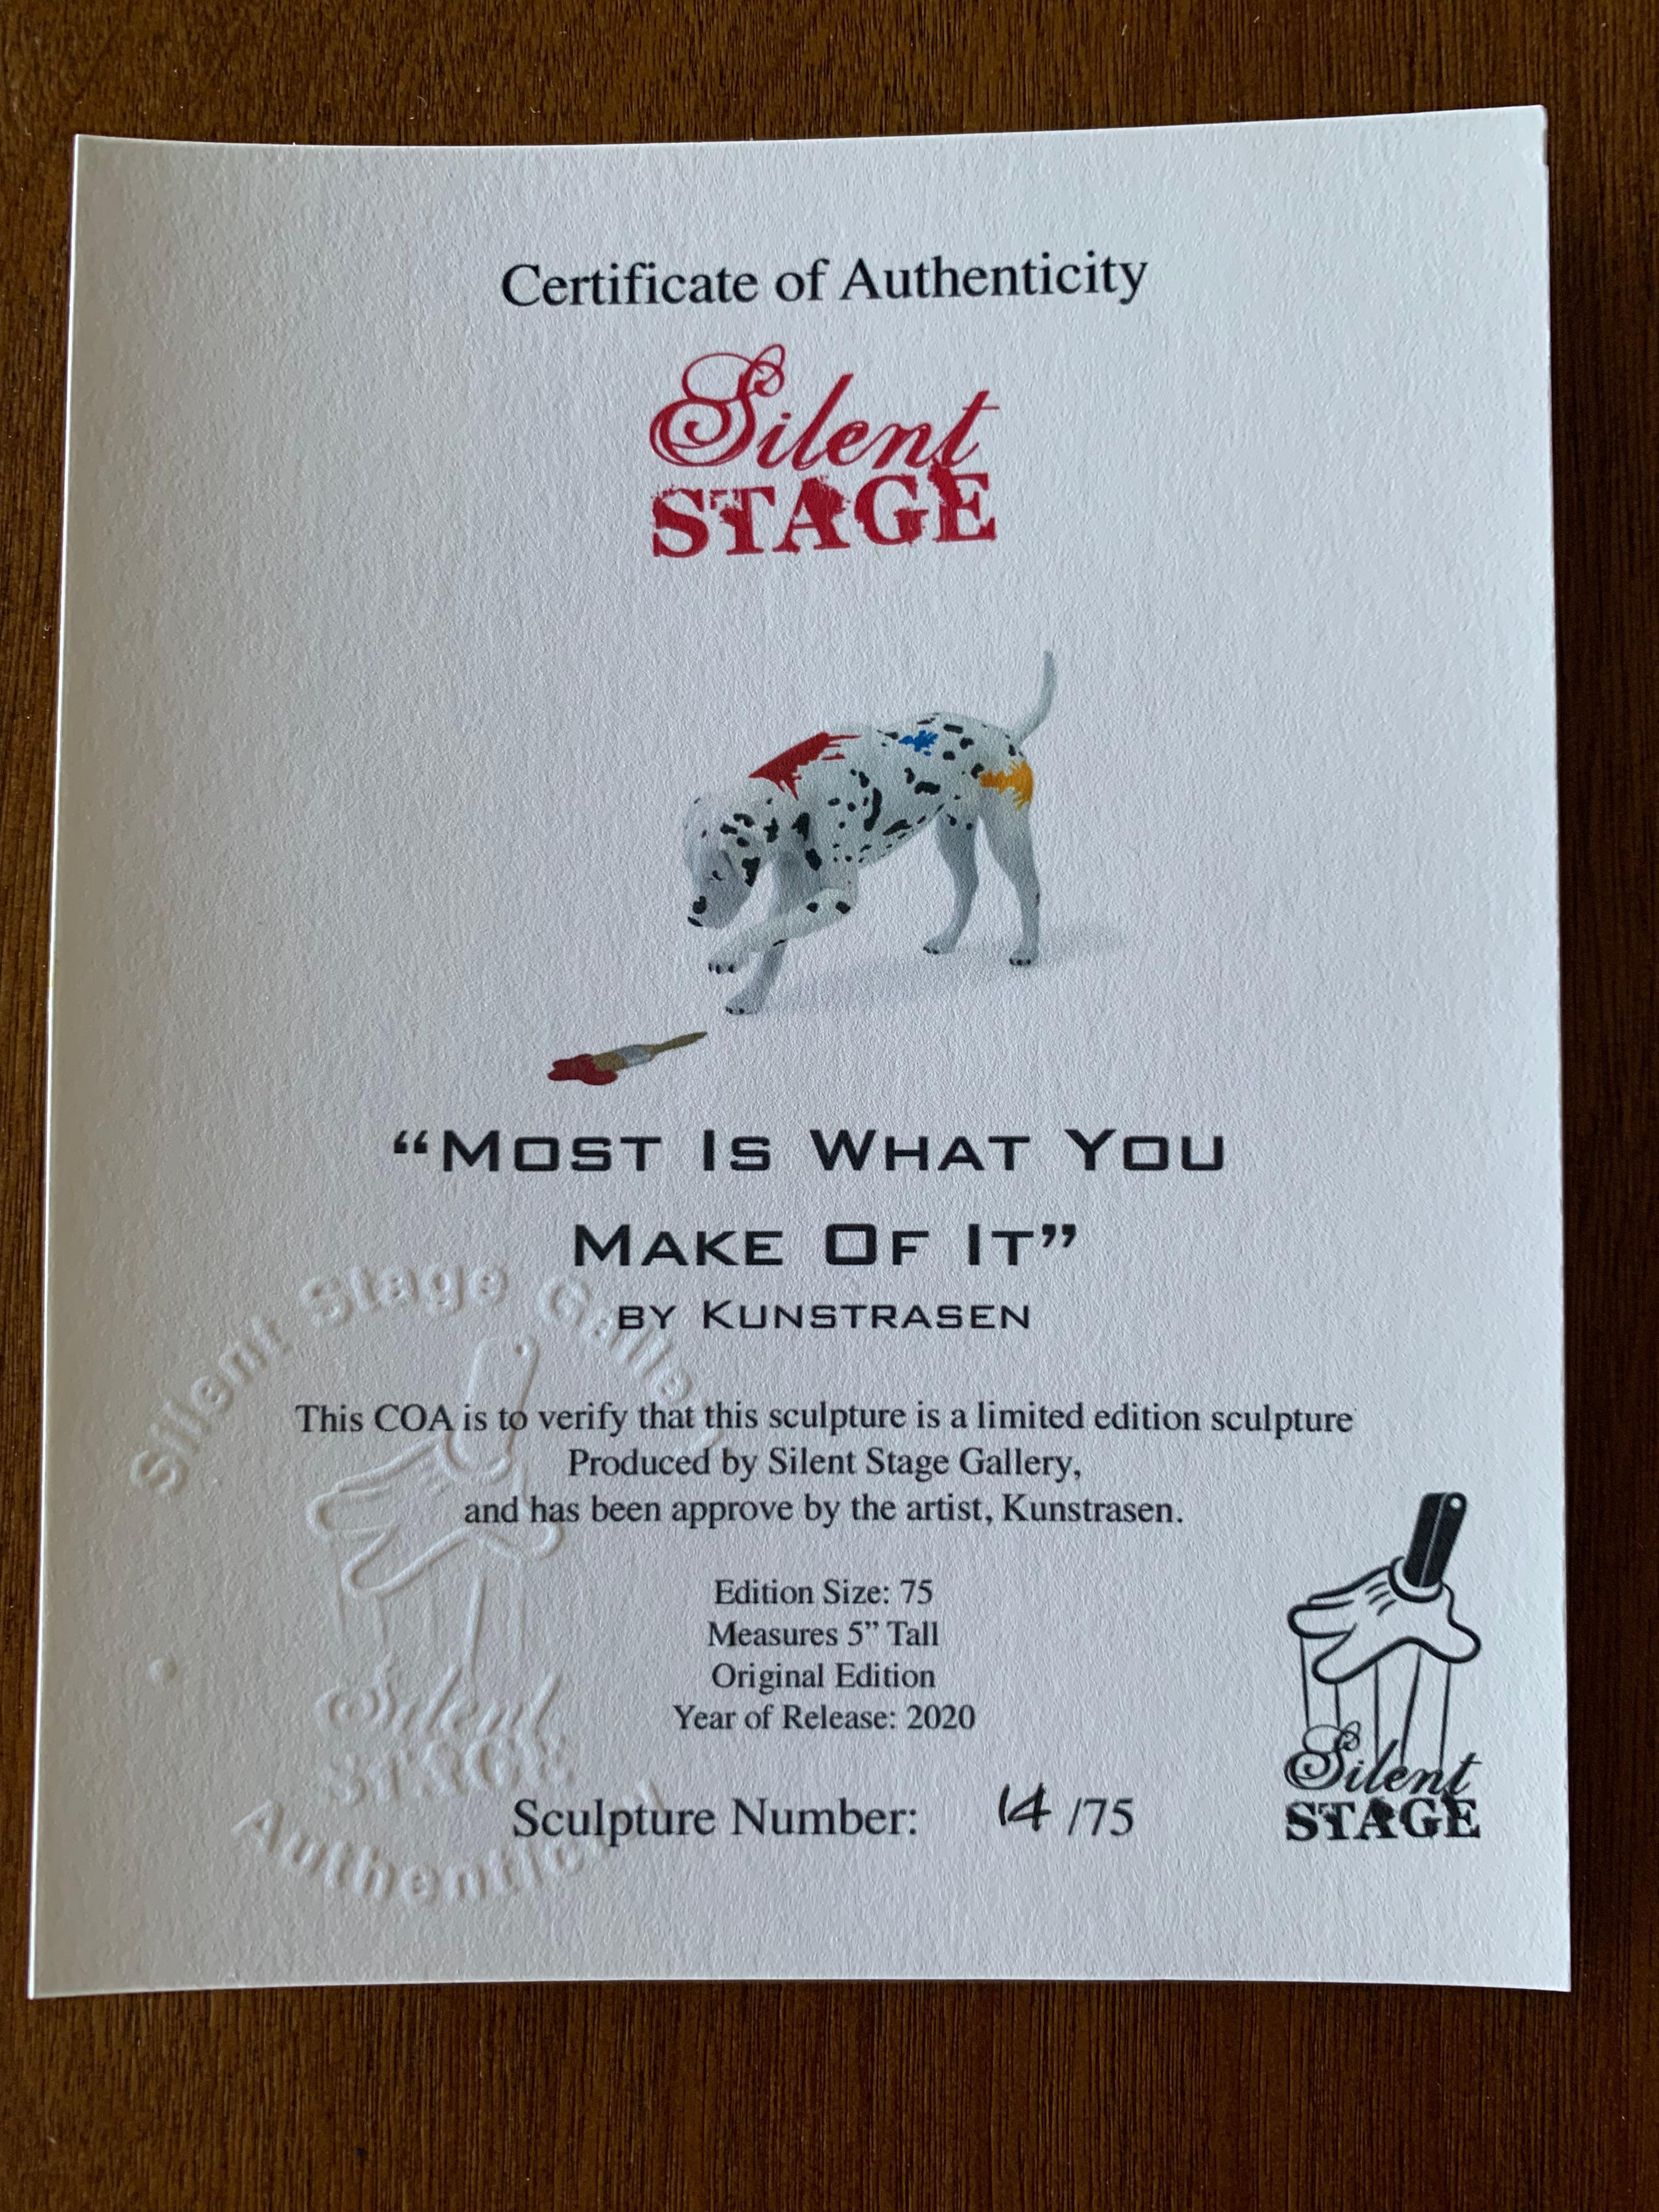 Certificate of Authenticity
Silent
STAGE
“MOST IS WHAT YOU
MAKE OF IT”
BY KUNSTRASEN
Silent Stage Gallery
This COA is to verify that this sculpture is a limited edition sculpture
Produced by Silent Stage Gallery,
and has been approve by the artist, Kunstrasen.
Edition Size: 75
Measures 5” Tall
Original Edition
Year of Release: 2020
Silent
STAGE
Sculpture Number: 14 /75
Silent
STAGE